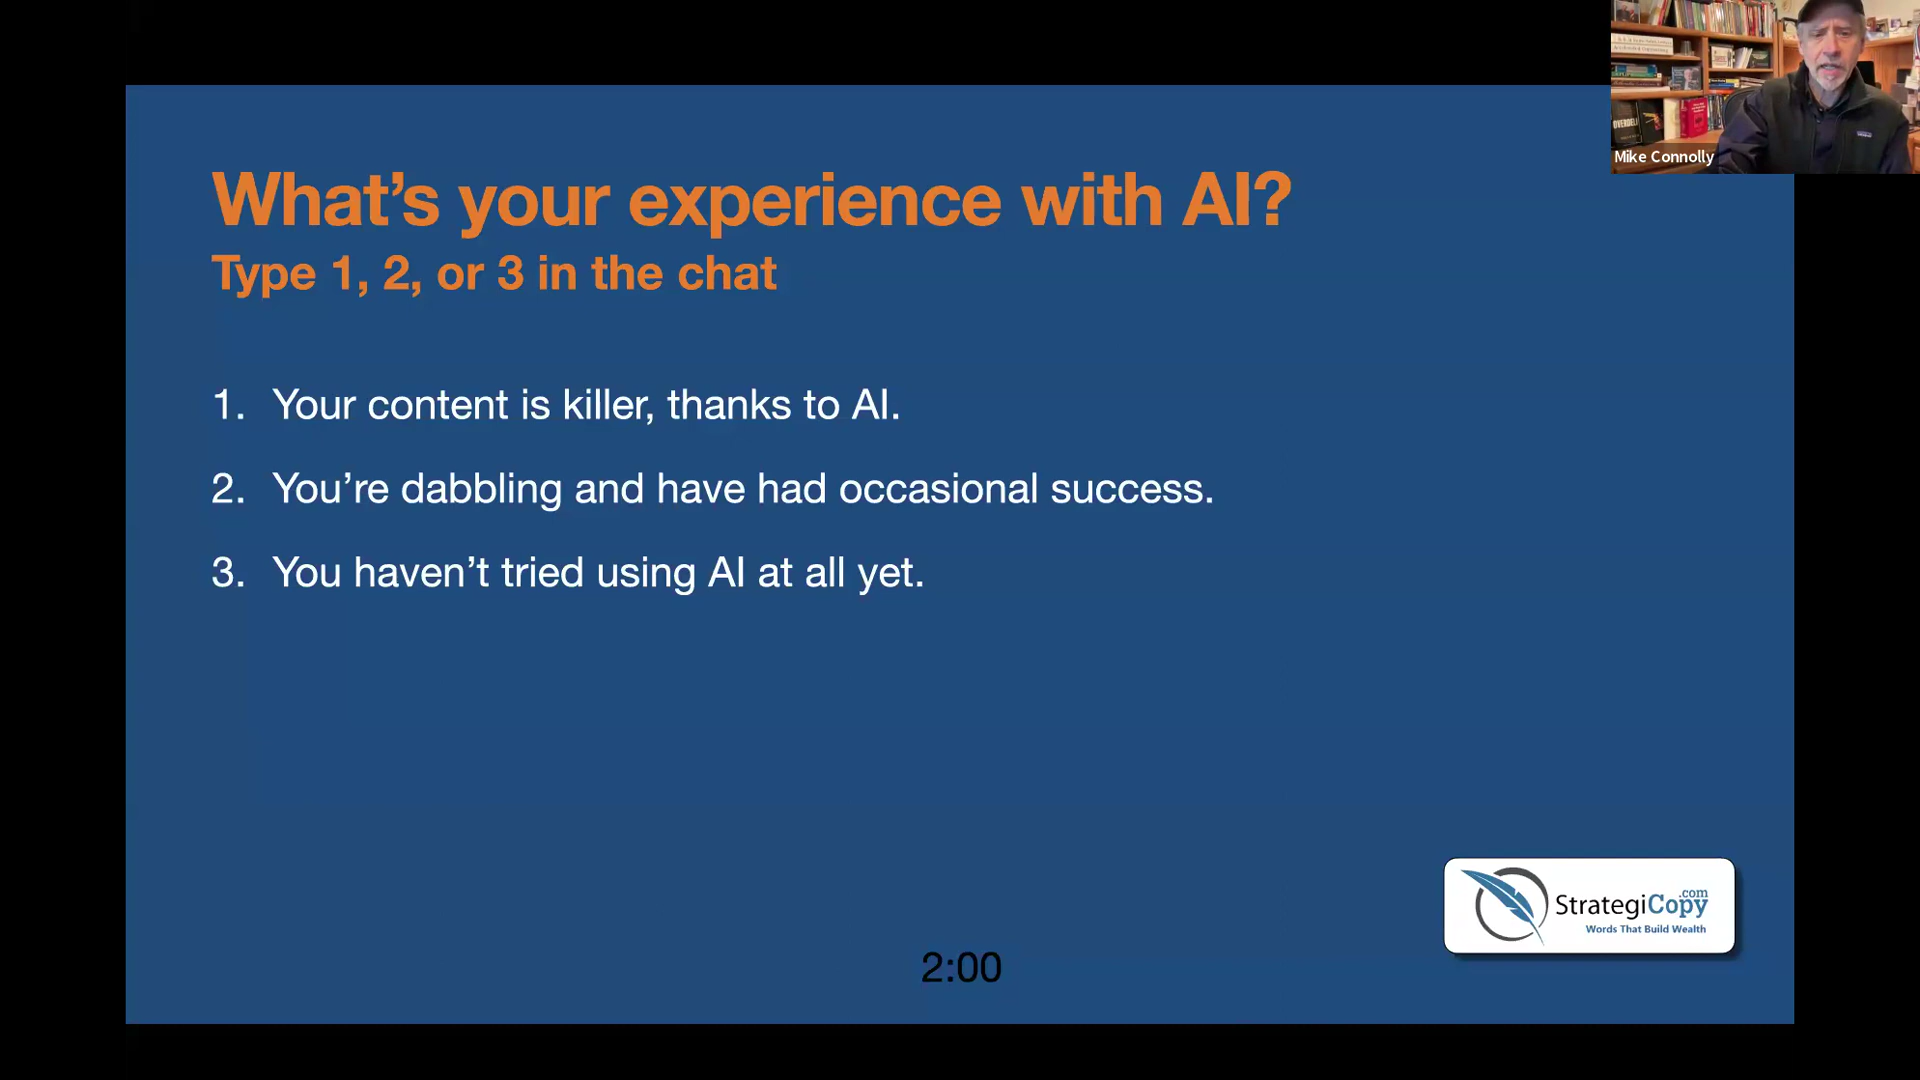 What's your experience with AI?
Type 1, 2, or 3 in the chat
1. Your content is killer, thanks to AI.
2. You're dabbling and have had occasional success.
3. You haven't tried using AI at all yet.
2:00
StrategiCopy.com
Words That Build Wealth
Mike Connolly